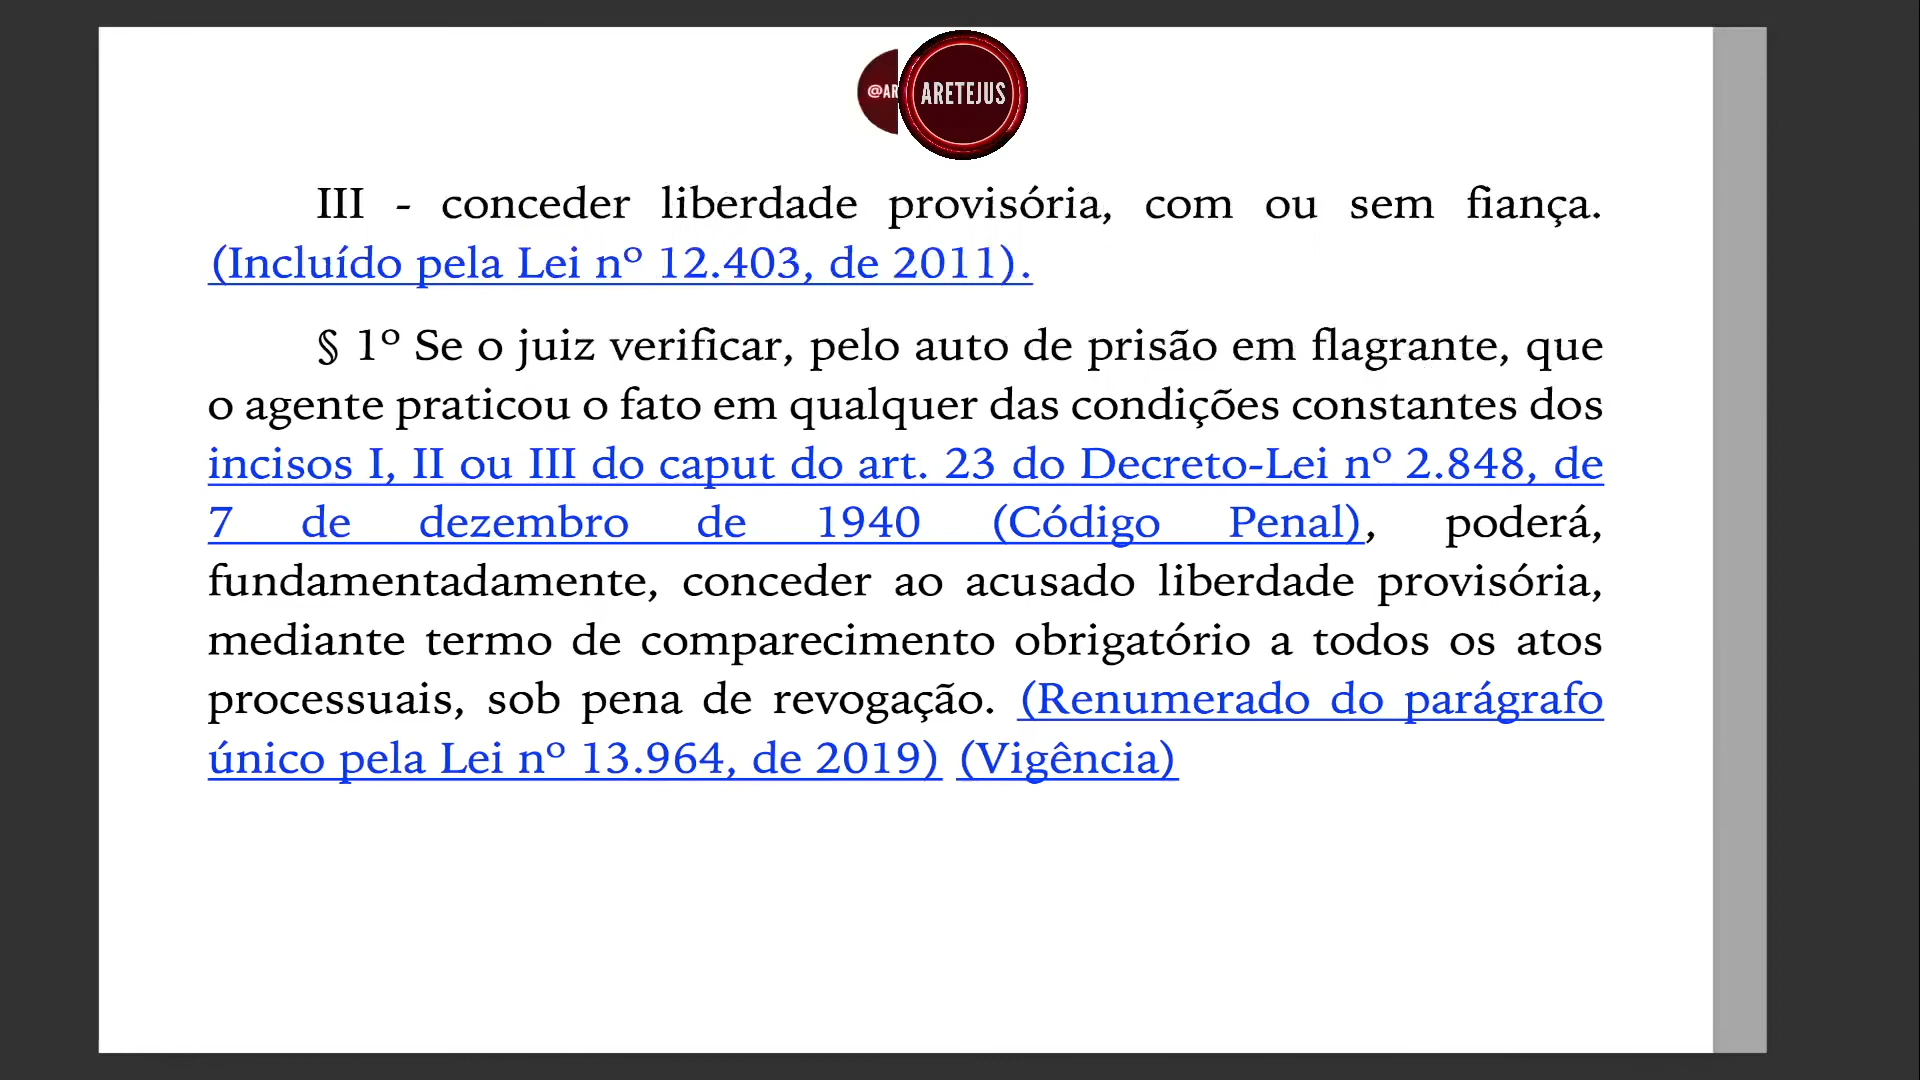 @AR
ARETEJUS
III - conceder liberdade provisória, com ou sem fiança.
(Incluído pela Lei nº 12.403, de 2011).
§ 1º Se o juiz verificar, pelo auto de prisão em flagrante, que
o agente praticou o fato em qualquer das condições constantes dos
incisos I, II ou III do caput do art. 23 do Decreto-Lei nº 2.848, de
7 de dezembro de 1940 (Código Penal), poderá,
fundamentadamente, conceder ao acusado liberdade provisória,
mediante termo de comparecimento obrigatório a todos os atos
processuais, sob pena de revogação. (Renumerado do parágrafo
único pela Lei nº 13.964, de 2019) (Vigência)